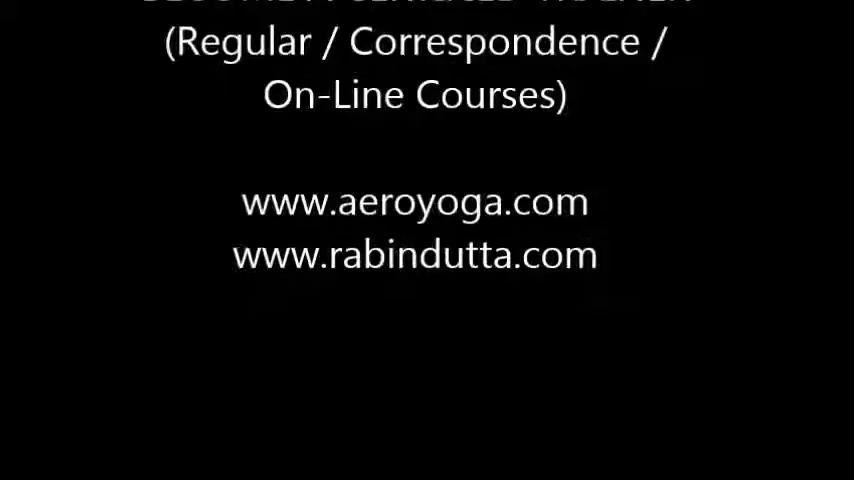 (Regular / Correspondence /
On-Line Courses)
www.aeroyoga.com
www.rabindutta.com